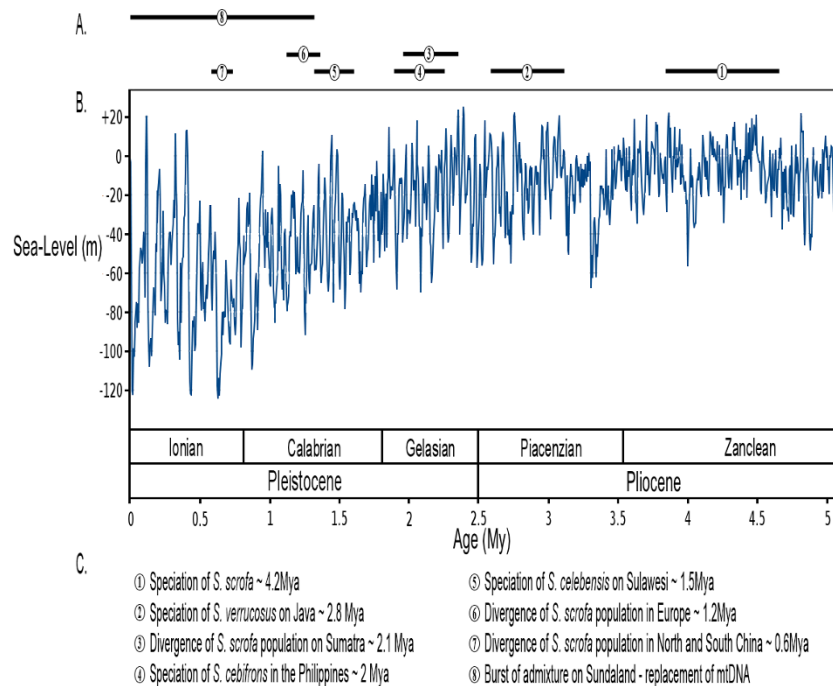 A.
⑧
⑥ ③
⑦ ⑤ ④ ② ①
B.
+20
0
-20
-40
Sea-Level (m)
-60
-80
-100
-120
Ionian Calabrian Gelasian Piacenzian Zanclean
Pleistocene Pliocene
0 0.5 1 1.5 2 2.5 3 3.5 4 4.5 5
Age (My)
C.
① Speciation of S. scrofa ~ 4.2Mya
② Speciation of S. verrucosus on Java ~ 2.8 Mya
③ Divergence of S. scrofa population on Sumatra ~ 2.1 Mya
④ Speciation of S. cebifrons in the Philippines ~ 2 Mya
⑤ Speciation of S. celebensis on Sulawesi ~ 1.5Mya
⑥ Divergence of S. scrofa population in Europe ~ 1.2Mya
⑦ Divergence of S. scrofa population in North and South China ~ 0.6Mya
⑧ Burst of admixture on Sundaland - replacement of mtDNA